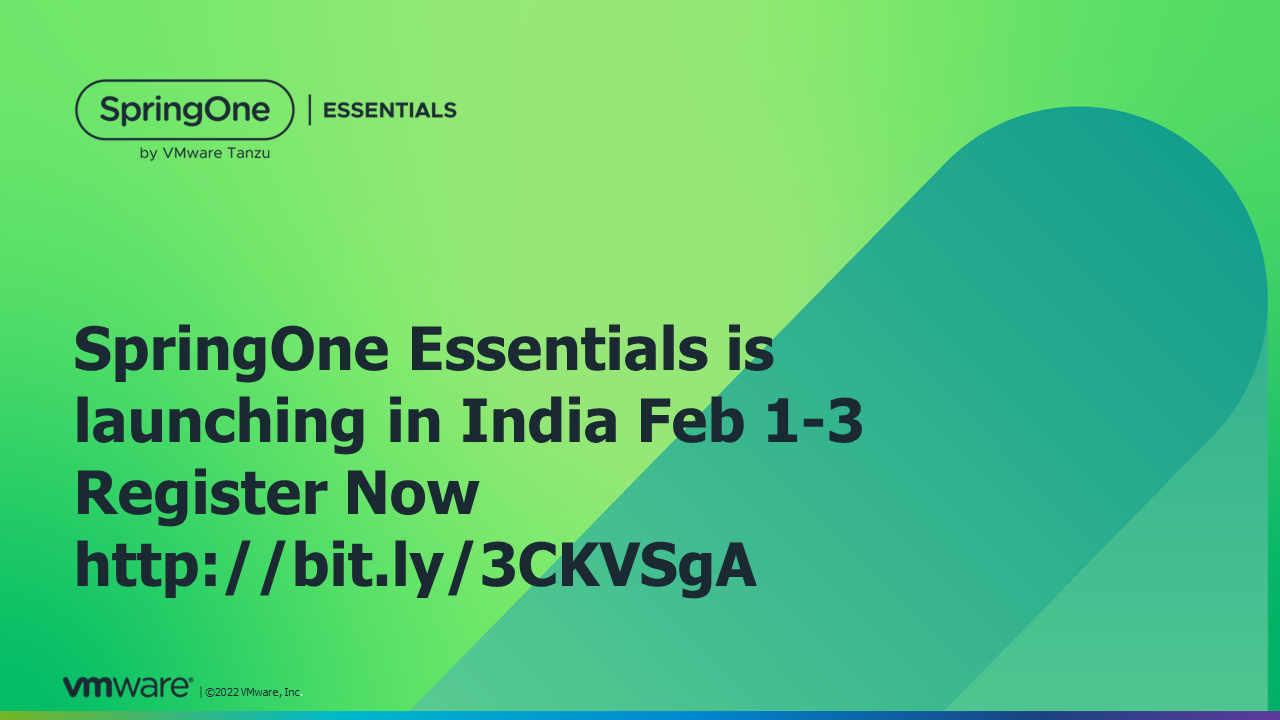 SpringOne | ESSENTIALS
by VMware Tanzu
SpringOne Essentials is
launching in India Feb 1-3
Register Now
http://bit.ly/3CKVSgA
vmware® | ©2022 VMware, Inc.